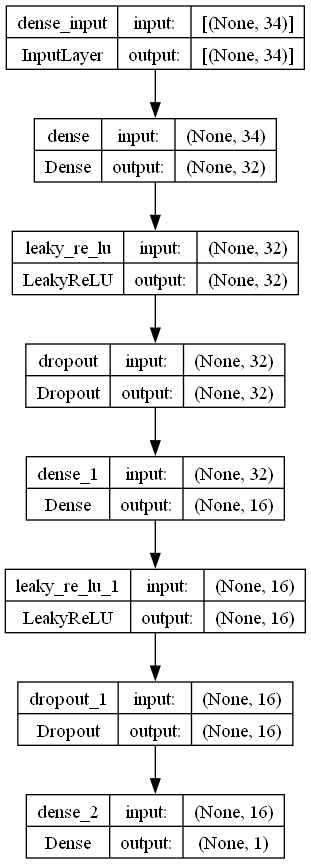 dense_input input: [(None, 34)]
InputLayer output: [(None, 34)]
dense input: (None, 34)
Dense output: (None, 32)
leaky_re_lu input: (None, 32)
LeakyReLU output: (None, 32)
dropout input: (None, 32)
Dropout output: (None, 32)
dense_1 input: (None, 32)
Dense output: (None, 16)
leaky_re_lu_1 input: (None, 16)
LeakyReLU output: (None, 16)
dropout_1 input: (None, 16)
Dropout output: (None, 16)
dense_2 input: (None, 16)
Dense output: (None, 1)